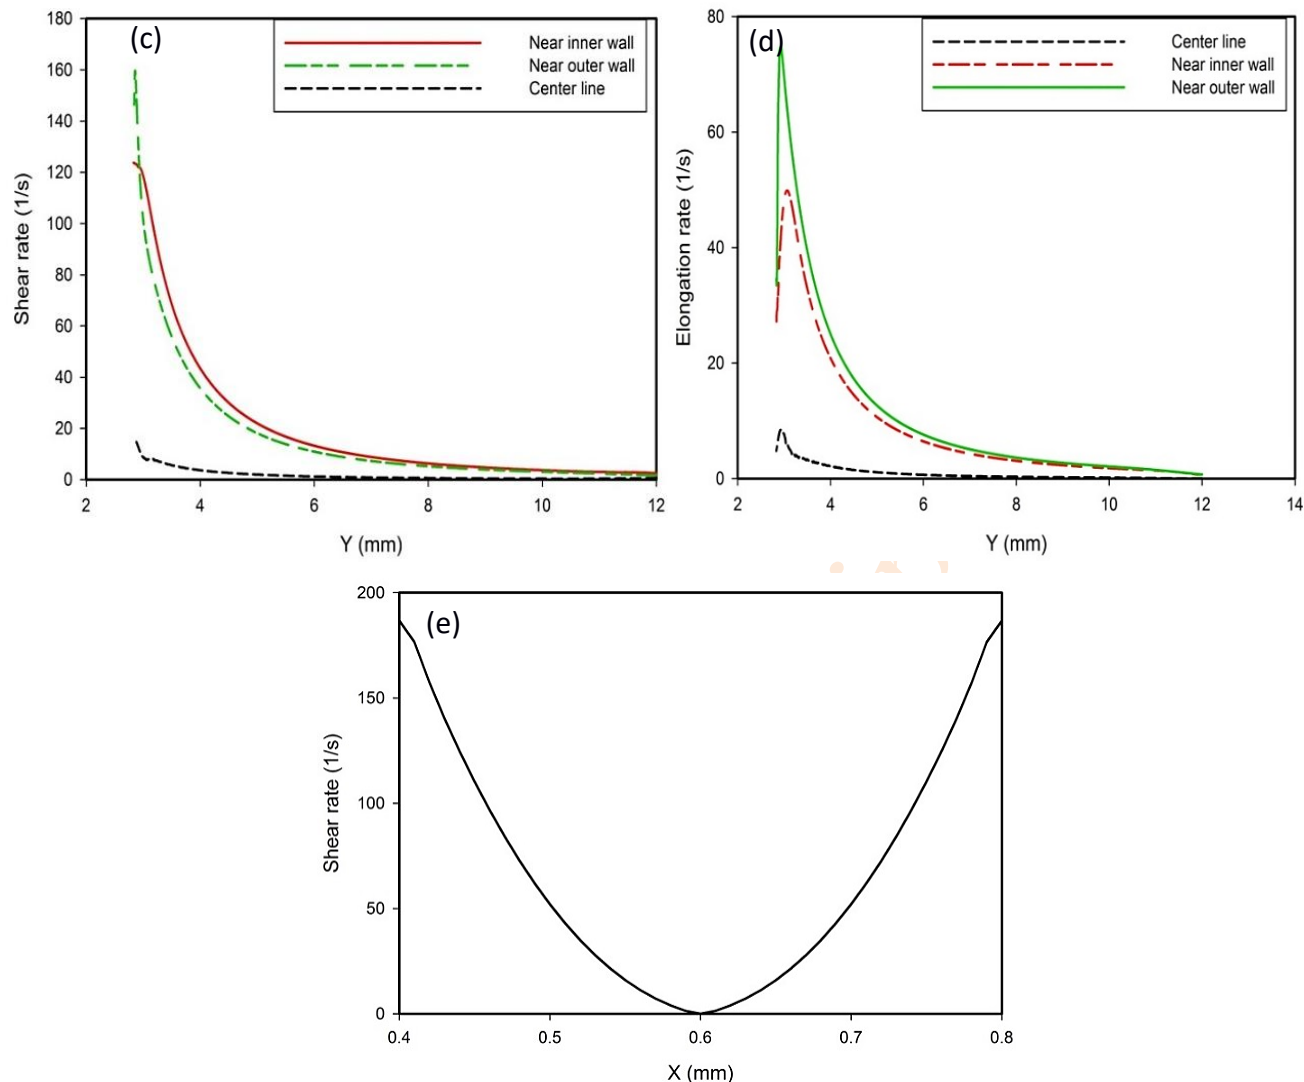 (c)
Near inner wall
Near outer wall
Center line
180
160
140
120
100
80
60
40
20
0
Shear rate (1/s)
2 4 6 8 10 12
Y (mm)
(d)
Center line
Near inner wall
Near outer wall
80
60
40
20
0
Elongation rate (1/s)
2 4 6 8 10 12 14
Y (mm)
(e)
200
150
100
50
0
Shear rate (1/s)
0.4 0.5 0.6 0.7 0.8
X (mm)